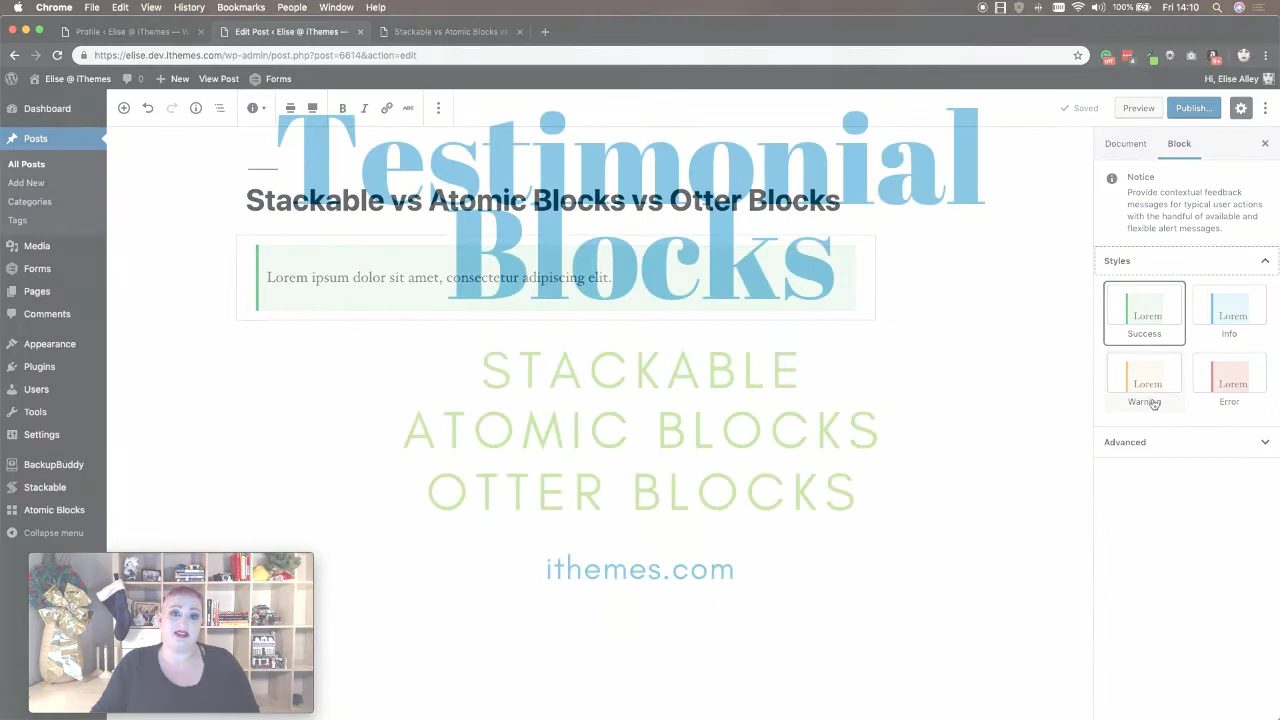 Chrome File Edit View History Bookmarks People Window Help
100% Fri 14:10
Profile ‹ Elise @ iThemes — W
Edit Post ‹ Elise @ iThemes —
Stackable vs Atomic Blocks vs
https://elise.dev.ithemes.com/wp-admin/post.php?post=6614&action=edit
Elise @ iThemes 0 New View Post Forms
Hi, Elise Alley
Dashboard
Posts
All Posts
Add New
Categories
Tags
Media
Forms
Pages
Comments
Appearance
Plugins
Users
Tools
Settings
BackupBuddy
Stackable
Atomic Blocks
Collapse menu
B I ABC
Saved Preview Publish...
Testimonial
Blocks
Stackable vs Atomic Blocks vs Otter Blocks
Lorem ipsum dolor sit amet, consectetur adipiscing elit.
STACKABLE
ATOMIC BLOCKS
OTTER BLOCKS
ithemes.com
Document Block
Notice
Provide contextual feedback
messages for typical user actions
with the handful of available and
flexible alert messages.
Styles
Lorem Lorem
Success Info
Lorem Lorem
Warning Error
Advanced